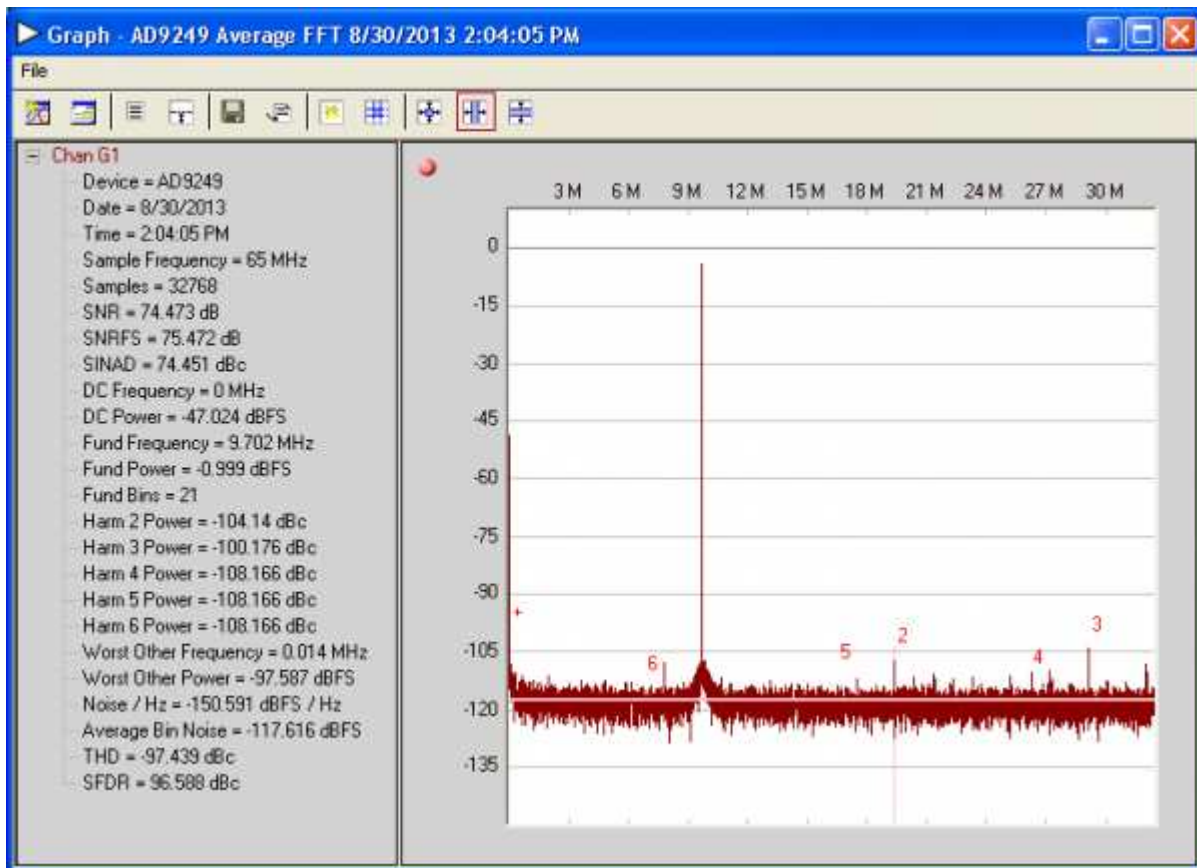 Graph - AD9249 Average FFT 8/30/2013 2:04:05 PM
File
Chan G1
Device = AD9249
Date = 8/30/2013
Time = 2:04:05 PM
Sample Frequency = 65 MHz
Samples = 32768
SNR = 74.473 dB
SNRFS = 75.472 dB
SINAD = 74.451 dBc
DC Frequency = 0 MHz
DC Power = -47.024 dBFS
Fund Frequency = 9.702 MHz
Fund Power = -0.999 dBFS
Fund Bins = 21
Harm 2 Power = -104.14 dBc
Harm 3 Power = -100.176 dBc
Harm 4 Power = -108.166 dBc
Harm 5 Power = -108.166 dBc
Harm 6 Power = -108.166 dBc
Worst Other Frequency = 0.014 MHz
Worst Other Power = -97.587 dBFS
Noise / Hz = -150.591 dBFS / Hz
Average Bin Noise = -117.616 dBFS
THD = -97.439 dBc
SFDR = 96.588 dBc
3 M 6 M 9 M 12 M 15 M 18 M 21 M 24 M 27 M 30 M
0
-15
-30
-45
-60
-75
-90
-105
-120
-135
+
6
5
2
4
3